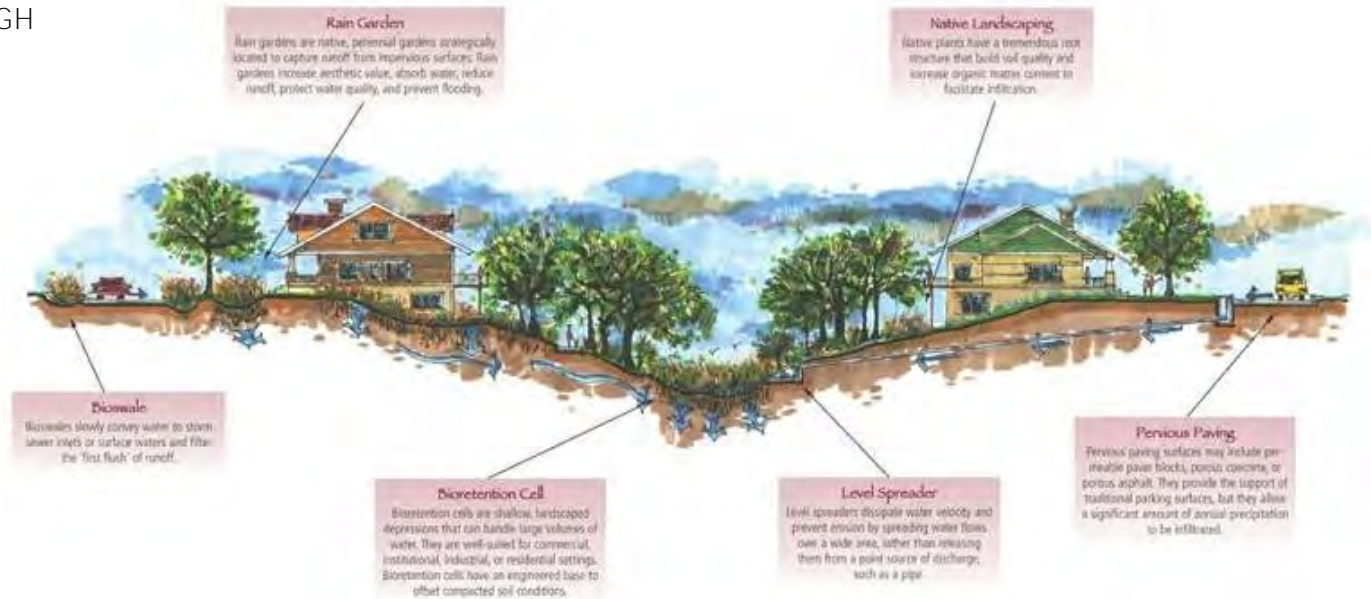 GH
Rain Garden
Rain gardens are native, perennial gardens strategically
located to capture runoff from impervious surfaces. Rain
gardens increase aesthetic value, absorb water, reduce
runoff, protect water quality, and prevent flooding.
Native Landscaping
Native plants have a tremendous root
structure that build soil quality and
increase organic matter content to
facilitate infiltration.
Bioswale
Bioswales slowly convey water to storm
sewer inlets or surface waters and filter
the "first flush" of runoff.
Bioretention Cell
Bioretention cells are shallow, landscaped
depressions that can handle large volumes of
water. They are well-suited for commercial,
institutional, industrial, or residential settings.
Bioretention cells have an engineered base to
offset compacted soil conditions.
Level Spreader
Level spreaders dissipate water velocity and
prevent erosion by spreading water flows
over a wide area, rather than releasing
them from a point source of discharge,
such as a pipe.
Pervious Paving
Pervious paving surfaces may include per-
meable paver blocks, porous concrete, or
porous asphalt. They provide the support of
traditional parking surfaces, but they allow
a significant amount of annual precipitation
to be infiltrated.